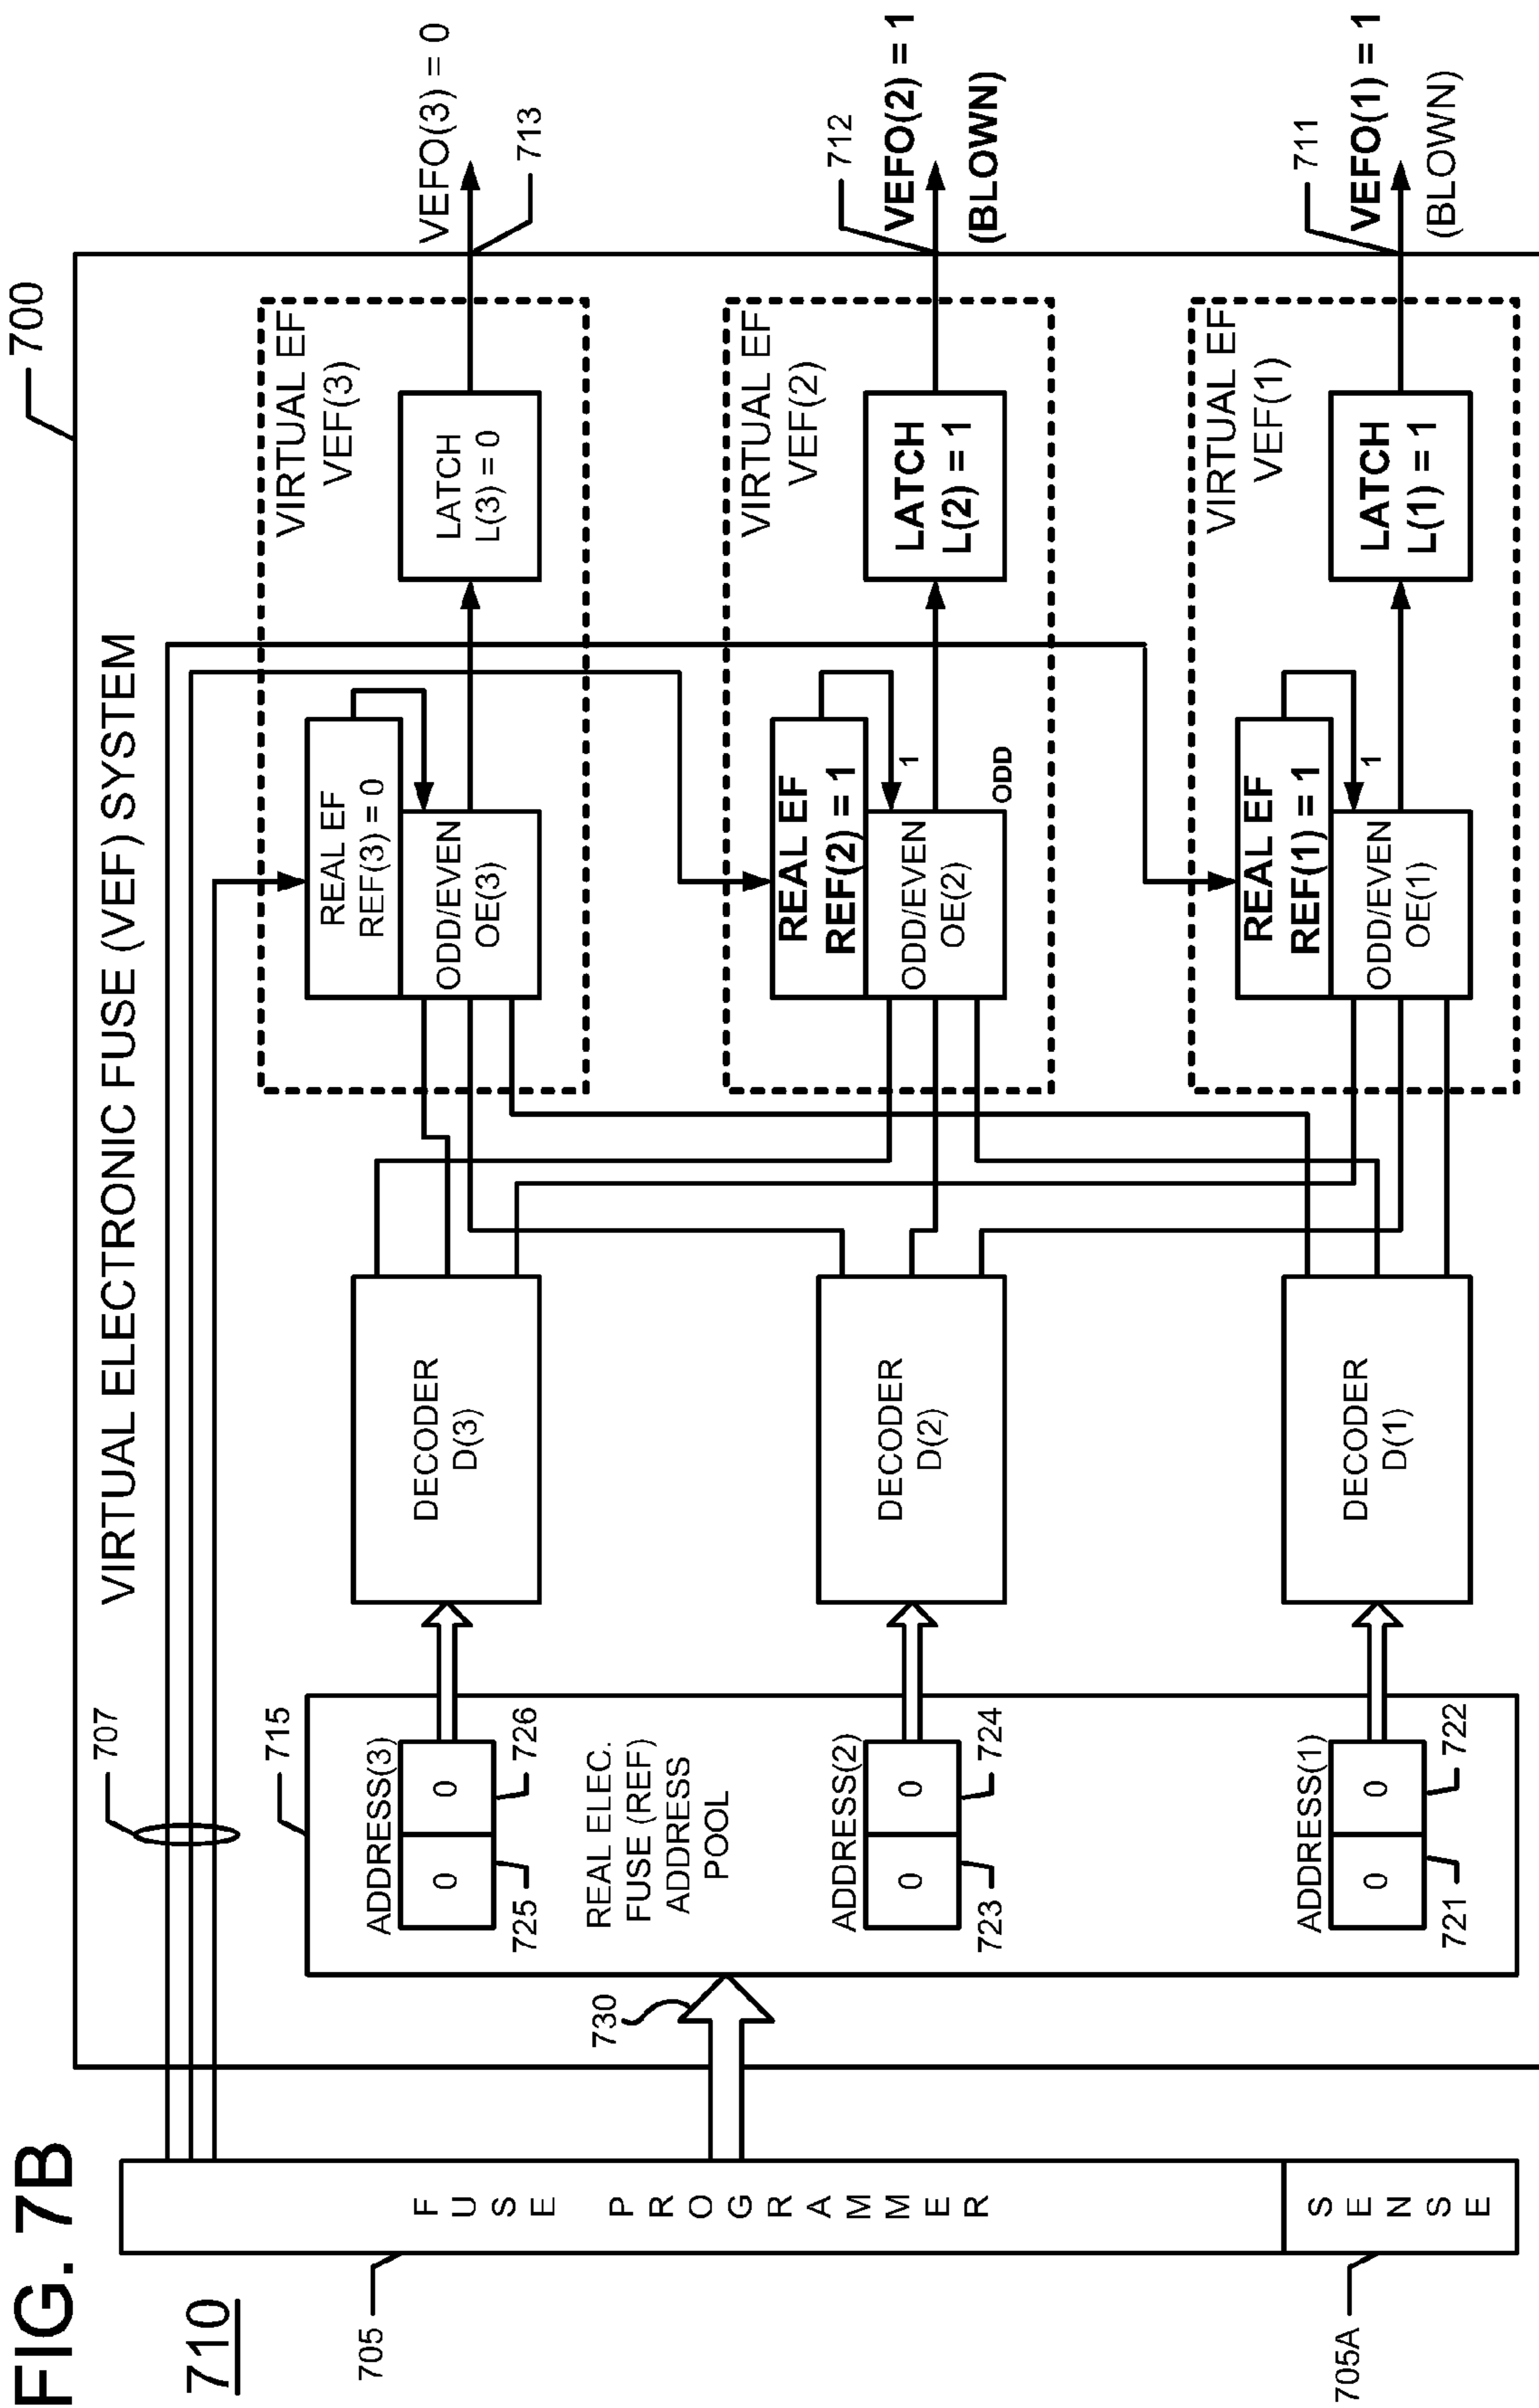 FIG. 7B
710
700
VIRTUAL ELECTRONIC FUSE (VEF) SYSTEM
707
705
FUSE PROGRAMMER
705A
SENSE
730
715
ADDRESS(3)
0 0
725
726
REAL ELEC.
FUSE (REF)
ADDRESS
POOL
ADDRESS(2)
0 0
723
724
ADDRESS(1)
0 0
721
722
DECODER
D(3)
DECODER
D(2)
DECODER
D(1)
VIRTUAL EF
VEF(3)
REAL EF
REF(3) = 0
ODD/EVEN
OE(3)
LATCH
L(3) = 0
VEFO(3) = 0
713
VIRTUAL EF
VEF(2)
REAL EF
REF(2) = 1
1
ODD/EVEN
OE(2)
ODD
LATCH
L(2) = 1
712
VEFO(2) = 1
(BLOWN)
VIRTUAL EF
VEF(1)
REAL EF
REF(1) = 1
1
ODD/EVEN
OE(1)
LATCH
L(1) = 1
711
VEFO(1) = 1
(BLOWN)